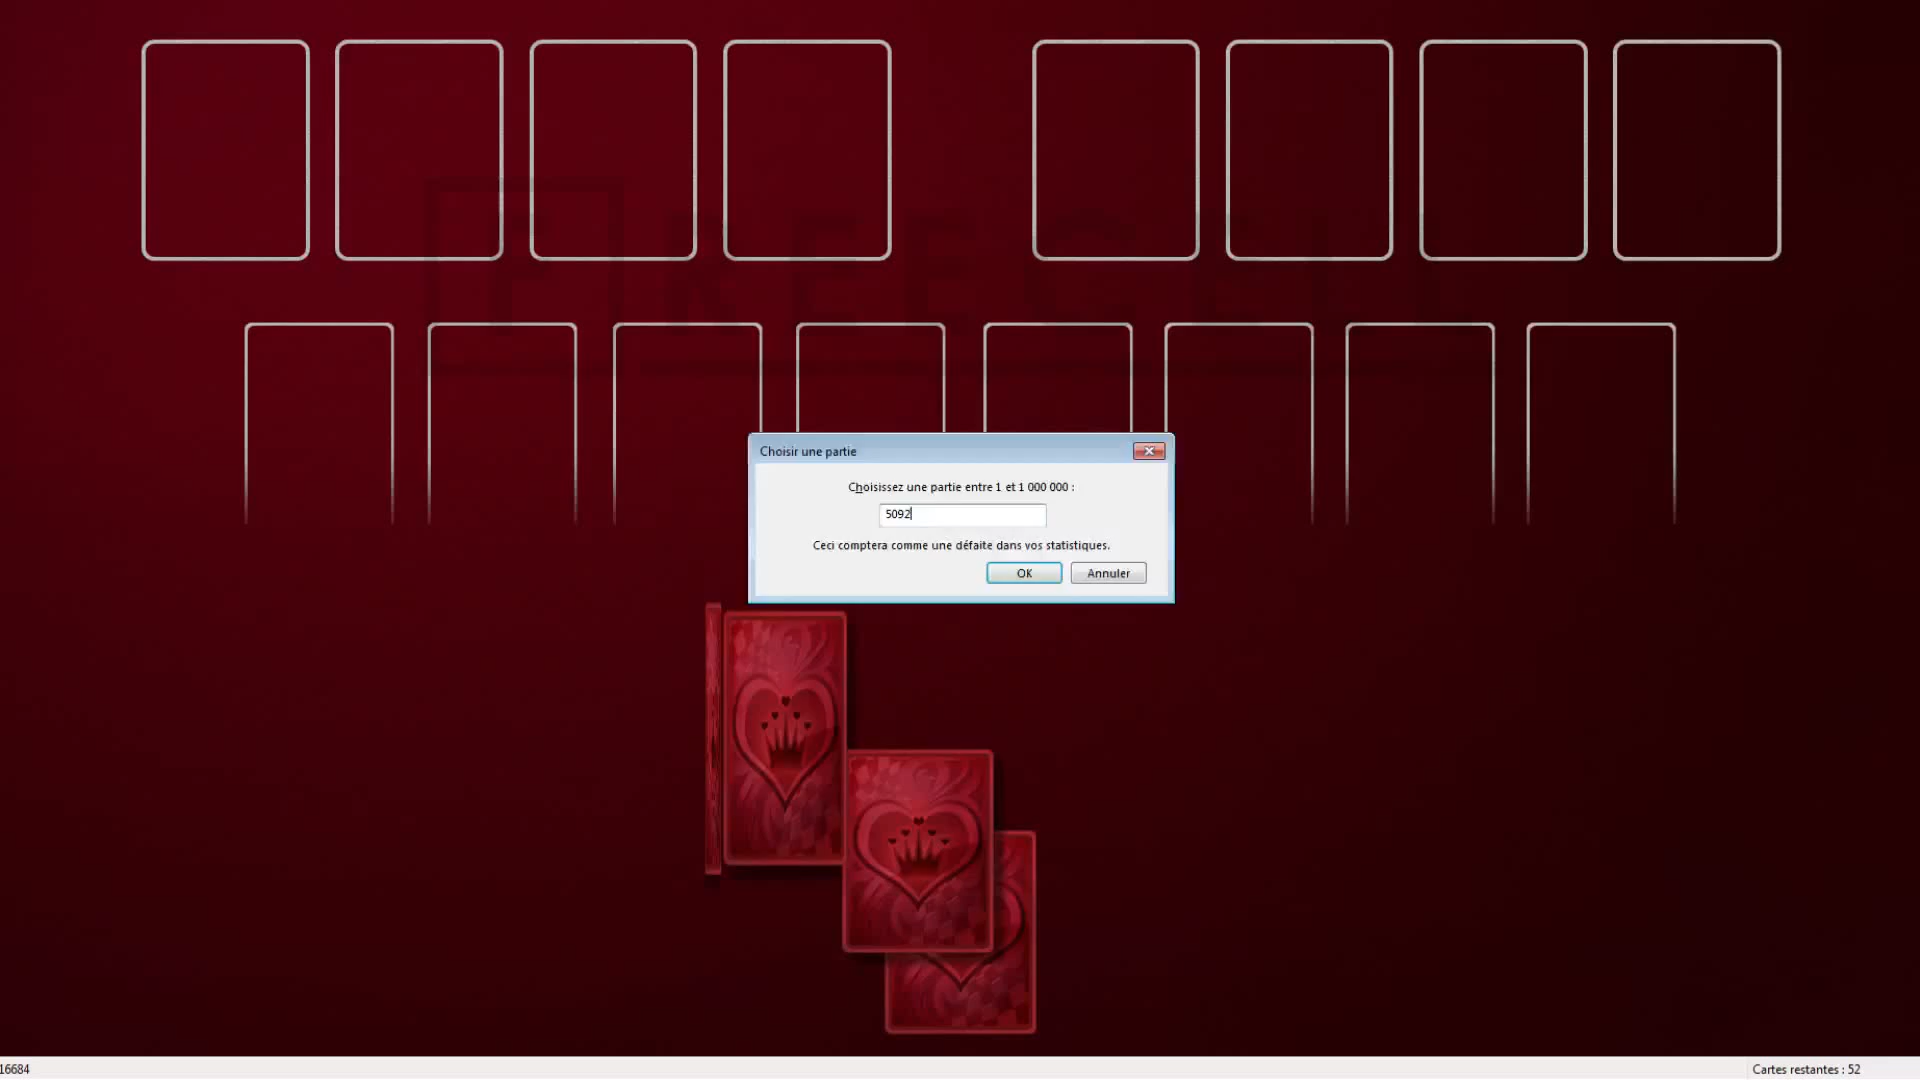 FREECELL
Choisir une partie
Choisissez une partie entre 1 et 1 000 000 :
5092
Ceci comptera comme une défaite dans vos statistiques.
OK Annuler
16684
Cartes restantes : 52